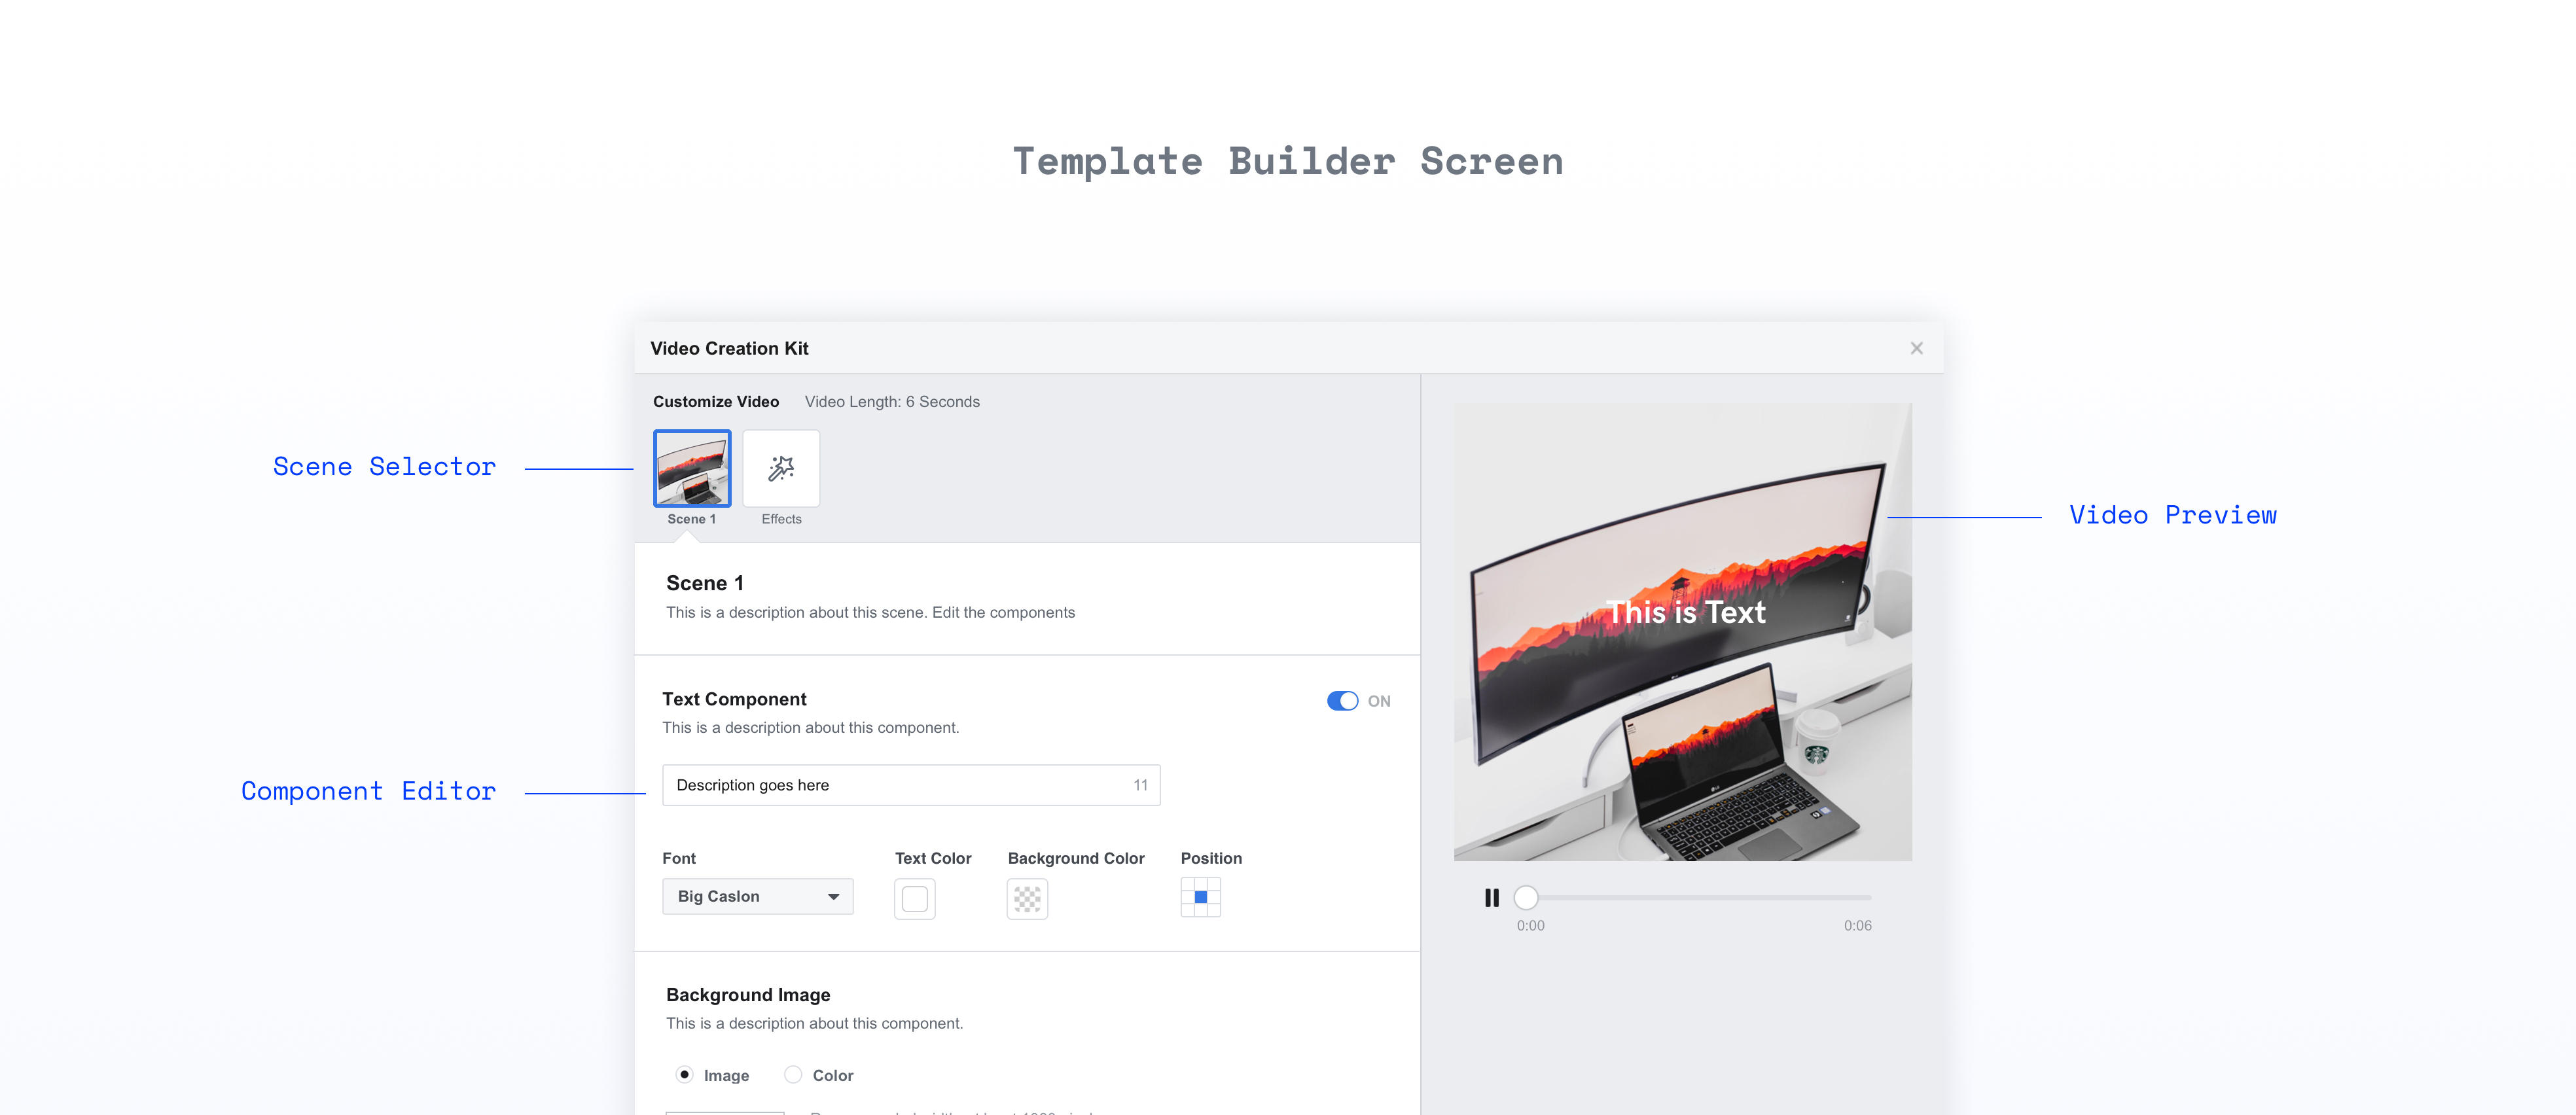 Template Builder Screen
Video Creation Kit
Customize Video
Video Length: 6 Seconds
Scene Selector
Scene 1
Effects
Video Preview
Scene 1
This is a description about this scene. Edit the components
This is Text
Text Component
ON
This is a description about this component.
Component Editor
Description goes here
11
Font
Text Color
Background Color
Position
Big Caslon
0:00
0:06
Background Image
This is a description about this component.
Image
Color